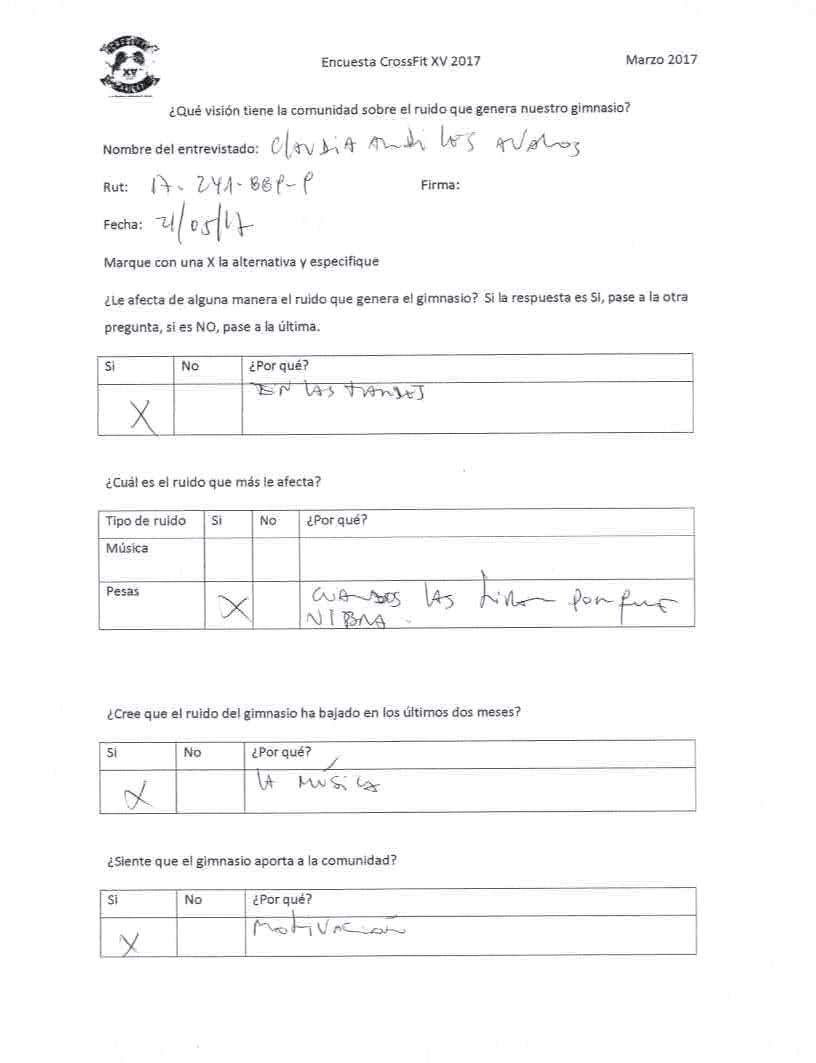 XV
Encuesta CrossFit XV 2017
Marzo 2017
¿Qué visión tiene la comunidad sobre el ruido que genera nuestro gimnasio?
Nombre del entrevistado: Claudia
Rut: Firma:
Fecha: 21/05/17
Marque con una X la alternativa y especifique
¿Le afecta de alguna manera el ruido que genera el gimnasio? Si la respuesta es Si, pase a la otra
pregunta, si es NO, pase a la última.
Si No ¿Por qué?
X EN LAS tARDES
¿Cuál es el ruido que más le afecta?
Tipo de ruido Si No ¿Por qué?
Música
Pesas X CUANDO LAS tiRAn PORque
VIBRA.
¿Cree que el ruido del gimnasio ha bajado en los últimos dos meses?
Si No ¿Por qué?
X LA MúSiCA
¿Siente que el gimnasio aporta a la comunidad?
Si No ¿Por qué?
X MotiVACión